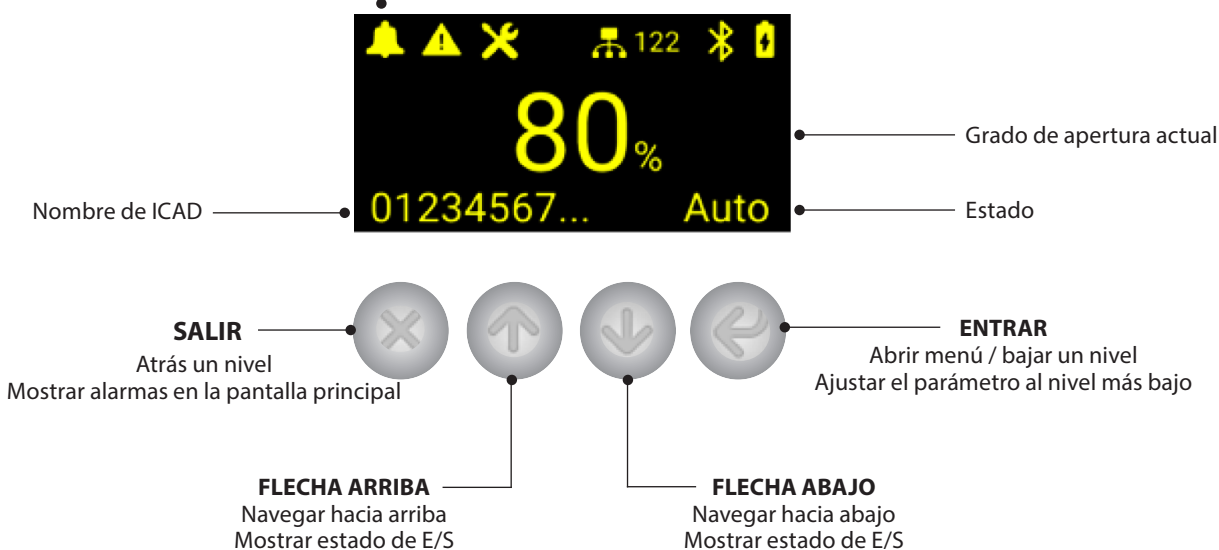 122
80%
Grado de apertura actual
Nombre de ICAD
01234567...
Auto
Estado
SALIR
Atrás un nivel
Mostrar alarmas en la pantalla principal
ENTRAR
Abrir menú / bajar un nivel
Ajustar el parámetro al nivel más bajo
FLECHA ARRIBA
Navegar hacia arriba
Mostrar estado de E/S
FLECHA ABAJO
Navegar hacia abajo
Mostrar estado de E/S